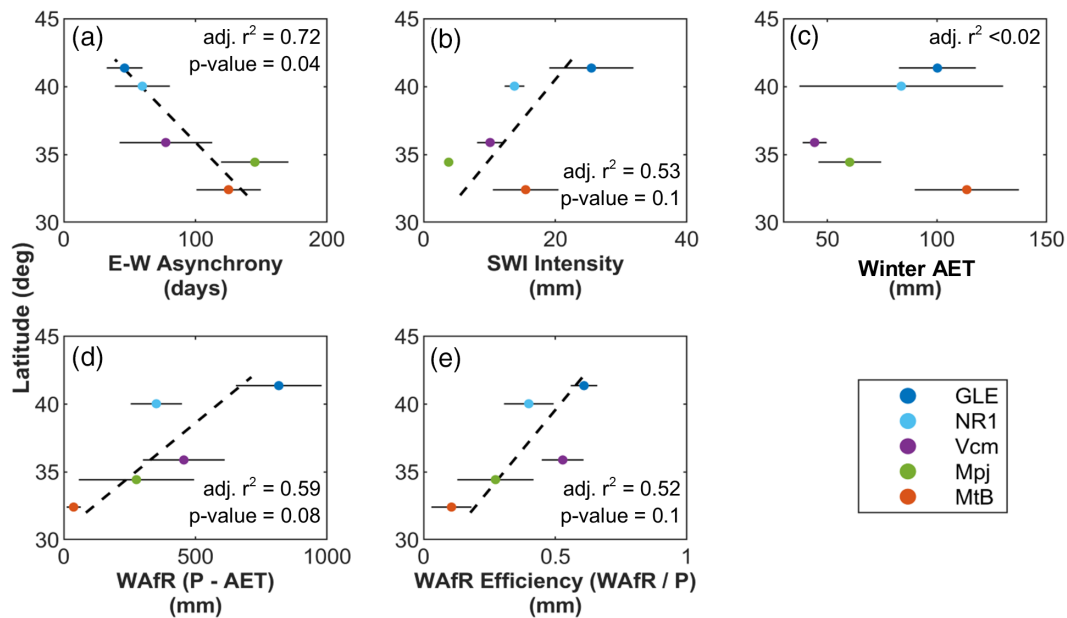 (a)
adj. r² = 0.72
p-value = 0.04
45
40
35
30
0
100
200
E-W Asynchrony
(days)
(b)
adj. r² = 0.53
p-value = 0.1
45
40
35
30
0
20
40
SWI Intensity
(mm)
(c)
adj. r² <0.02
45
40
35
30
50
100
150
Winter AET
(mm)
Latitude (deg)
(d)
adj. r² = 0.59
p-value = 0.08
45
40
35
30
0
500
1000
WAfR (P - AET)
(mm)
(e)
adj. r² = 0.52
p-value = 0.1
45
40
35
30
0
0.5
1
WAfR Efficiency (WAfR / P)
(mm)
GLE
NR1
Vcm
Mpj
MtB